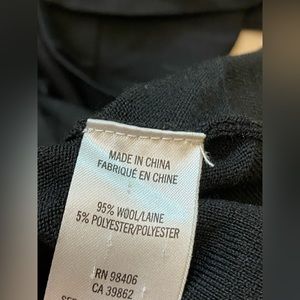 MADE IN CHINA
FABRIQUÉ EN CHINE
95% WOOL/LAINE
5% POLYESTER/POLYESTER
RN 98406
CA 39862